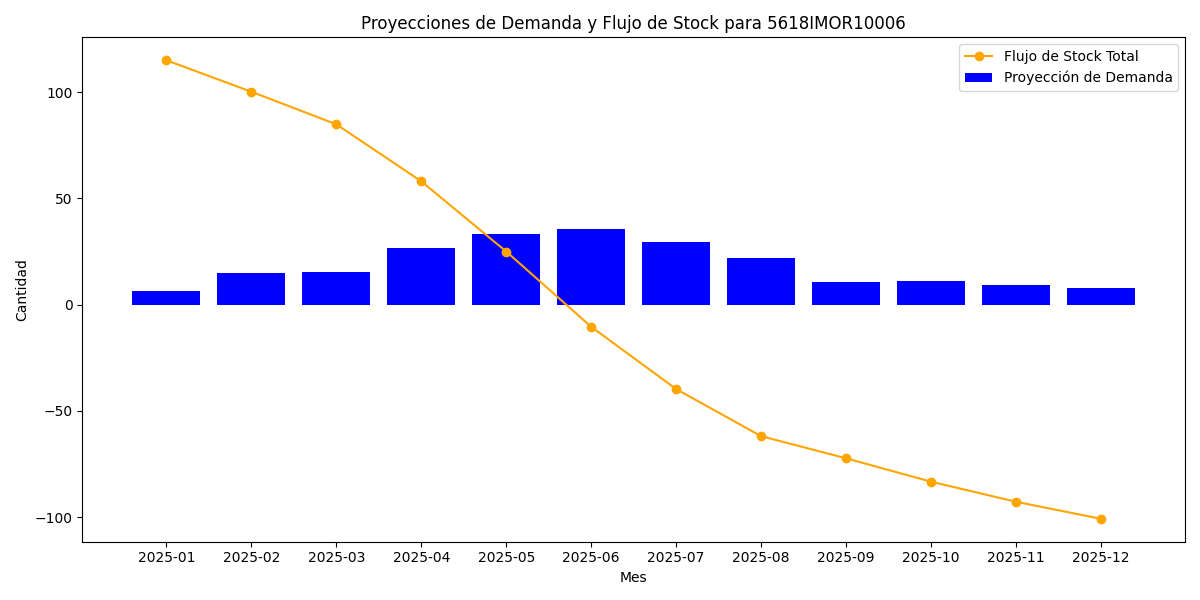 Proyecciones de Demanda y Flujo de Stock para 5618IMOR10006
Flujo de Stock Total
Proyección de Demanda
Cantidad
100
50
0
−50
−100
2025-01 2025-02 2025-03 2025-04 2025-05 2025-06 2025-07 2025-08 2025-09 2025-10 2025-11 2025-12
Mes